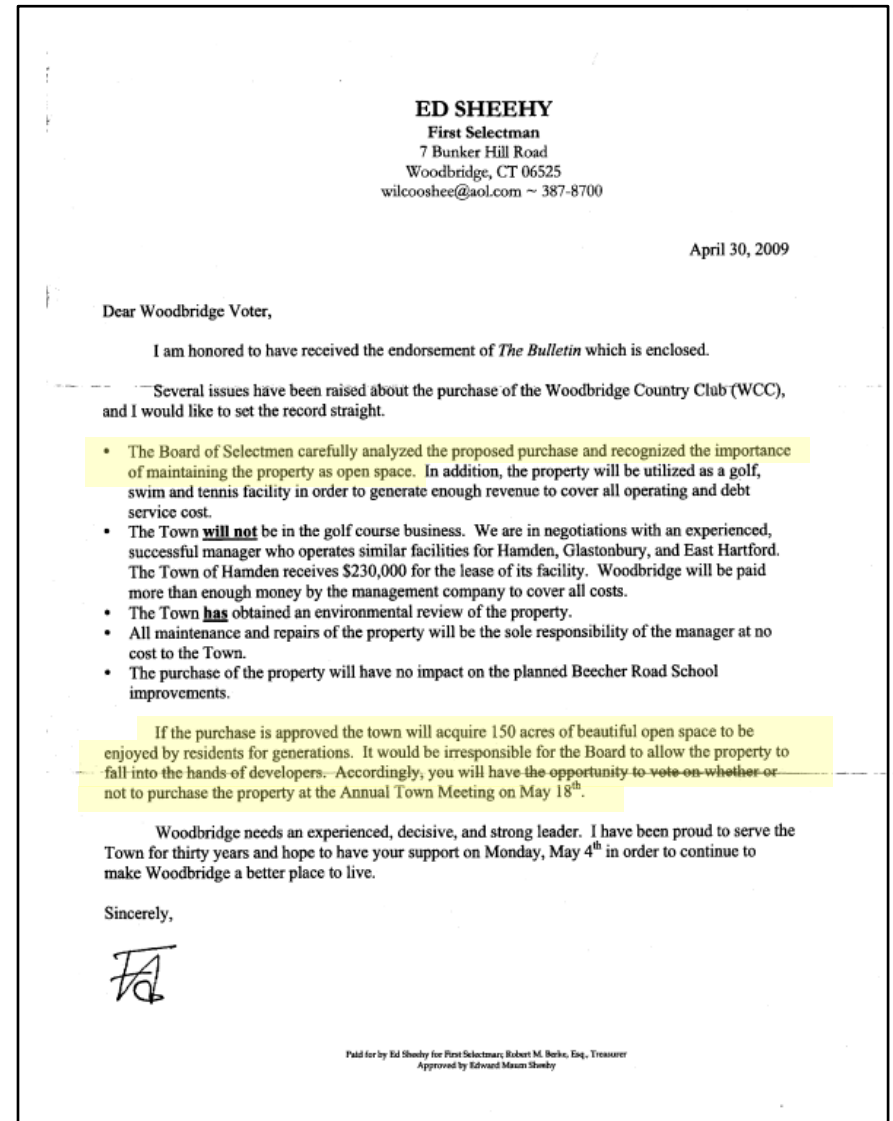 ED SHEEHY
First Selectman
7 Bunker Hill Road
Woodbridge, CT 06525
wilcooshee@aol.com ~ 387-8700
April 30, 2009
Dear Woodbridge Voter,
I am honored to have received the endorsement of The Bulletin which is enclosed.
Several issues have been raised about the purchase of the Woodbridge Country Club (WCC),
and I would like to set the record straight.
• The Board of Selectmen carefully analyzed the proposed purchase and recognized the importance
of maintaining the property as open space. In addition, the property will be utilized as a golf,
swim and tennis facility in order to generate enough revenue to cover all operating and debt
service cost.
• The Town will not be in the golf course business. We are in negotiations with an experienced,
successful manager who operates similar facilities for Hamden, Glastonbury, and East Hartford.
The Town of Hamden receives $230,000 for the lease of its facility. Woodbridge will be paid
more than enough money by the management company to cover all costs.
• The Town has obtained an environmental review of the property.
• All maintenance and repairs of the property will be the sole responsibility of the manager at no
cost to the Town.
• The purchase of the property will have no impact on the planned Beecher Road School
improvements.
If the purchase is approved the town will acquire 150 acres of beautiful open space to be
enjoyed by residents for generations. It would be irresponsible for the Board to allow the property to
fall into the hands of developers. Accordingly, you will have the opportunity to vote on whether or
not to purchase the property at the Annual Town Meeting on May 18th.
Woodbridge needs an experienced, decisive, and strong leader. I have been proud to serve the
Town for thirty years and hope to have your support on Monday, May 4th in order to continue to
make Woodbridge a better place to live.
Sincerely,
Ed
Paid for by Ed Sheehy for First Selectman; Robert M. Berke, Esq., Treasurer
Approved by Edward Maum Sheehy